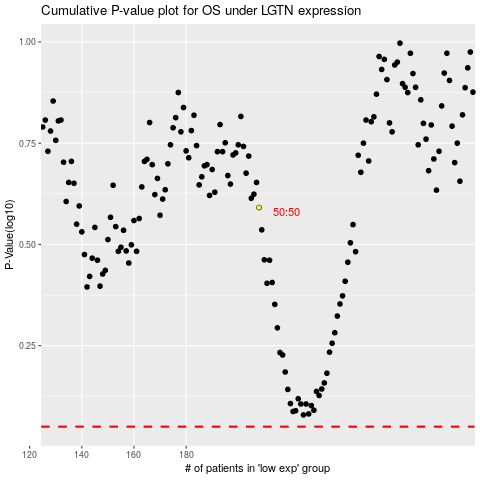 Cumulative P-value plot for OS under LGTN expression
P-Value(log10)
1.00
0.75
0.50
0.25
50:50
120 140 160 180
# of patients in 'low exp' group